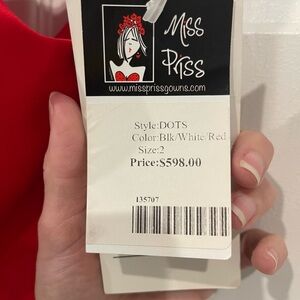 Miss
Priss
www.missprissgowns.com
Style:DOTS
Color:Blk/White/Red
Size:2
Price:$598.00
135707